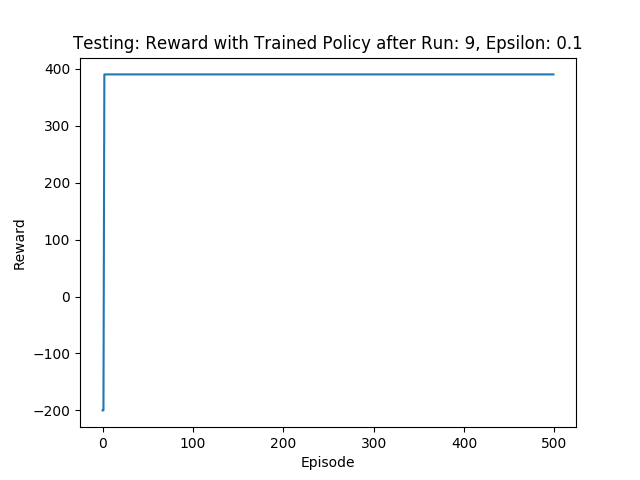 Testing: Reward with Trained Policy after Run: 9, Epsilon: 0.1
400
300
200
100
0
−100
−200
Reward
0 100 200 300 400 500
Episode